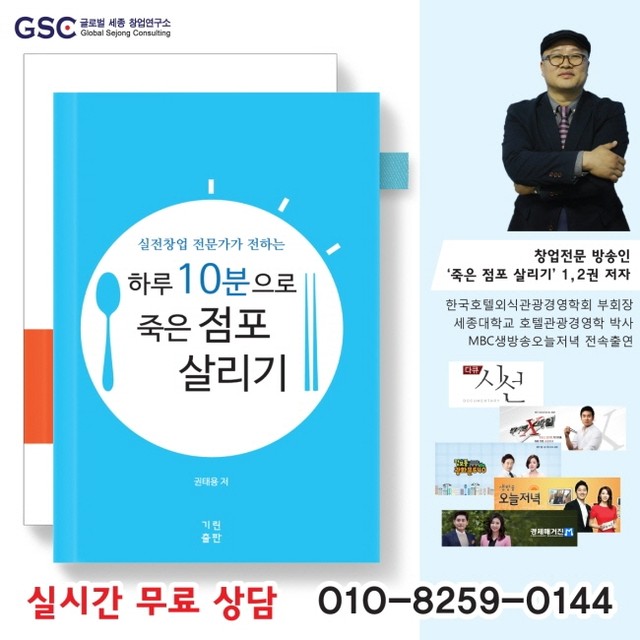 GSC 글로벌 세종 창업연구소
Global Sejong Consulting
실전창업 전문가가 전하는
하루 10분으로
죽은 점포
살리기
권태용 저
기린
출판
창업전문 방송인
‘죽은 점포 살리기’ 1,2권 저자
한국호텔외식관광경영학회 부회장
세종대학교 호텔관광경영학 박사
MBC생방송오늘저녁 전속출연
다큐
시선
DOCUMENTARY
오늘저녁
경제매거진M
실시간 무료 상담 010-8259-0144